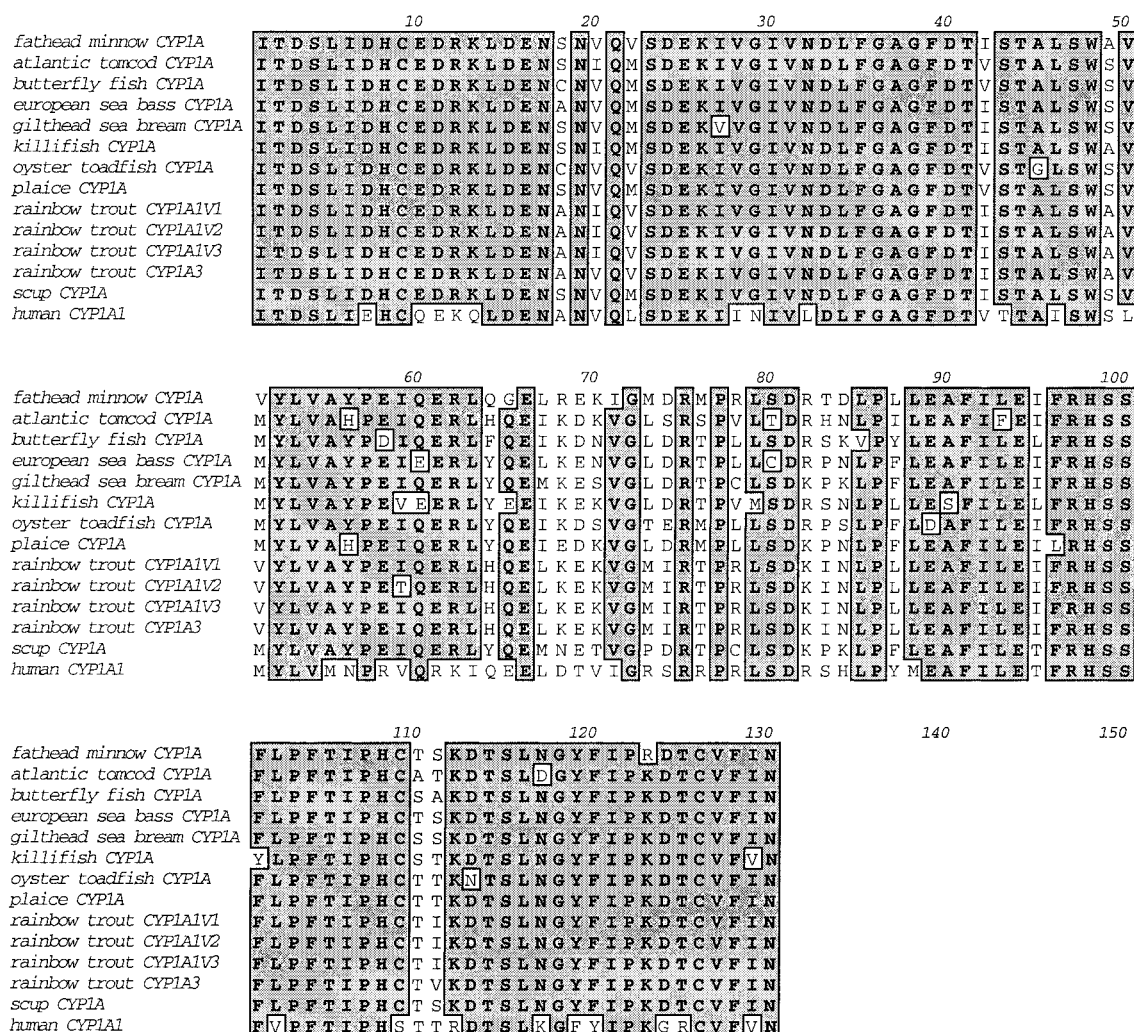 10 20 30 40 50
fathead minnow CYP1A ITDSLIDHCEDRKLDENSNVQVSDEKIVGIVNDLFGAGFDTISTALSWAV
atlantic tomcod CYP1A ITDSLIDHCEDRKLDENSNIQMSDEKIVGIVNDLFGAGFDTVSTALSWSV
butterfly fish CYP1A ITDSLIDHCEDRKLDENCNVQMSDEKIVGIVNDLFGAGFDTVSTALSWSV
european sea bass CYP1A ITDSLIDHCEDRKLDENANVQMSDEKIVGIVNDLFGAGFDTVSTALSWSV
gilthead sea bream CYP1A ITDSLIDHCEDRKLDENSNVQMSDEKVVGIVNDLFGAGFDTISTALSWAV
killifish CYP1A ITDSLIDHCEDRKLDENSNIQMSDEKIVGIVNDLFGAGFDTISTALSWAV
oyster toadfish CYP1A ITDSLIDHCEDRKLDENCNVQMSDEKIVGIVNDLFGAGFDTVSTGLSWSV
plaice CYP1A ITDSLIDHCEDRKLDENSNVQMSDEKIVGIVNDLFGAGFDTVSTALSWSV
rainbow trout CYP1A1V1 ITDSLIDHCEDRKLDENANIQVSDEKIVGIVNDLFGAGFDTISTALSWAV
rainbow trout CYP1A1V2 ITDSLIDHCEDRKLDENANIQVSDEKIVGIVNDLFGAGFDTISTALSWAV
rainbow trout CYP1A1V3 ITDSLIDHCEDRKLDENANIQVSDEKIVGIVNDLFGAGFDTISTALSWAV
rainbow trout CYP1A3 ITDSLIDHCEDRKLDENANVQVSDEKIVGIVNDLFGAGFDTISTALSWAV
scup CYP1A ITDSLIDHCEDRKLDENSNVQMSDEKIVGIVNDLFGAGFDTISTALSWSV
human CYP1A1 ITDSLIEHCQEKQLDENANVQLSDEKIINIVLDLFGAGFDTVTTAISWSL
60 70 80 90 100
fathead minnow CYP1A VYLVAYPEIQERLQGELREKIGMDRMPRLSDRTDLPLLEAFILEIFRHSS
atlantic tomcod CYP1A MYLVAHPEIQERLHQEIKDKVGLSRSPVLTDRHNLPILEAFIFEIFRHSS
butterfly fish CYP1A MYLVAYPDIQERLFQEIKDNVGLDRTPLLSDRSKVPYLEAFILELFRHSS
european sea bass CYP1A MYLVAYPEIEERLYQELKENVGLDRTPLLCDRPNLPFLEAFILEIFRHSS
gilthead sea bream CYP1A MYLVAYPEIQERLYQEMKESVGLDRTPCLSDKPKLPFLEAFILEIFRHSS
killifish CYP1A MYLVAYPEVEERLYEEIKEKVGLDRTPVMSDRSNLPLLESFILEIFRHSS
oyster toadfish CYP1A MYLVAYPEIQERLYQEIKDSVGTERMPLLSDRPSLPFLDAFILEIFRHSS
plaice CYP1A MYLVAHPEIQERLYQEIEDKVGLDRMPLLSDKPNLPFLEAFILEILRHSS
rainbow trout CYP1A1V1 VYLVAYPEIQERLHQELKEKVGMIRTPRLSDKINLPLLEAFILEIFRHSS
rainbow trout CYP1A1V2 VYLVAYPETQERLHQELKEKVGMIRTPRLSDKINLPLLEAFILEIFRHSS
rainbow trout CYP1A1V3 VYLVAYPEIQERLHQELKEKVGMIRTPRLSDKINLPLLEAFILEIFRHSS
rainbow trout CYP1A3 VYLVAYPEIQERLHQELKEKVGMIRTPRLSDKINLPLLEAFILEIFRHSS
scup CYP1A MYLVAYPEIQERLYQEMNETVGPDRTPCLSDKPKLPFLEAFILETFRHSS
human CYP1A1 MYLVMNPRVQRKIQEELDTVIGRSRRPRLSDRSHLPYMEAFILETFRHSS
110 120 130 140 150
fathead minnow CYP1A FLPFTIPHCTSKDTSLNGYFIPRDTCVFIN
atlantic tomcod CYP1A FLPFTIPHCATKDTSLDGYFIPKDTCVFIN
butterfly fish CYP1A FLPFTIPHCSAKDTSLNGYFIPKDTCVFIN
european sea bass CYP1A FLPFTIPHCTSKDTSLNGYFIPKDTCVFIN
gilthead sea bream CYP1A FLPFTIPHCSSKDTSLNGYFIPKDTCVFIN
killifish CYP1A YLPFTIPHCSTKDTSLNGYFIPKDTCVFVN
oyster toadfish CYP1A FLPFTIPHCTTKNTSLNGYFIPKDTCVFIN
plaice CYP1A FLPFTIPHCTTKDTSLNGYFIPKDTCVFIN
rainbow trout CYP1A1V1 FLPFTIPHCTIKDTSLNGYFIPKDTCVFIN
rainbow trout CYP1A1V2 FLPFTIPHCTIKDTSLNGYFIPKDTCVFIN
rainbow trout CYP1A1V3 FLPFTIPHCTIKDTSLNGYFIPKDTCVFIN
rainbow trout CYP1A3 FLPFTIPHCTVKDTSLNGYFIPKDTCVFIN
scup CYP1A FLPFTIPHCTSKDTSLNGYFIPKDTCVFIN
human CYP1A1 FVPFTIPHSTTRDTSLKGFYIPKGRCVFVN